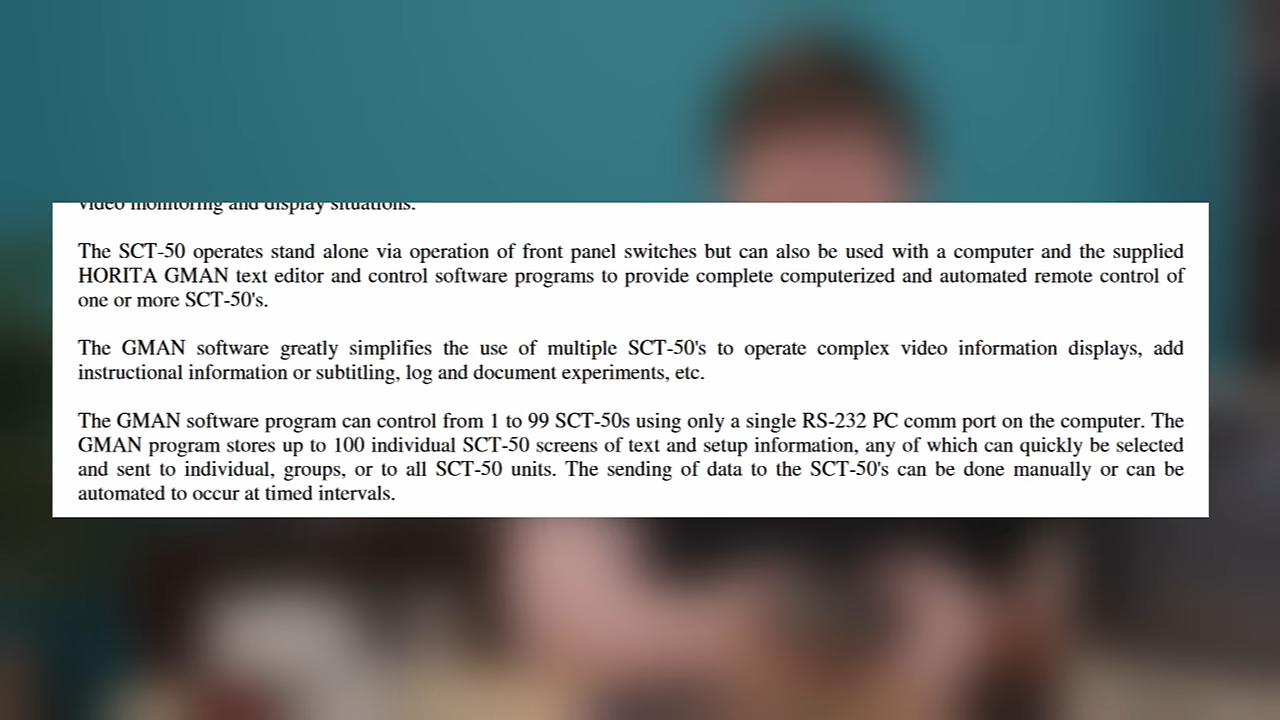 video monitoring and display situations.
The SCT-50 operates stand alone via operation of front panel switches but can also be used with a computer and the supplied
HORITA GMAN text editor and control software programs to provide complete computerized and automated remote control of
one or more SCT-50's.
The GMAN software greatly simplifies the use of multiple SCT-50's to operate complex video information displays, add
instructional information or subtitling, log and document experiments, etc.
The GMAN software program can control from 1 to 99 SCT-50s using only a single RS-232 PC comm port on the computer. The
GMAN program stores up to 100 individual SCT-50 screens of text and setup information, any of which can quickly be selected
and sent to individual, groups, or to all SCT-50 units. The sending of data to the SCT-50's can be done manually or can be
automated to occur at timed intervals.